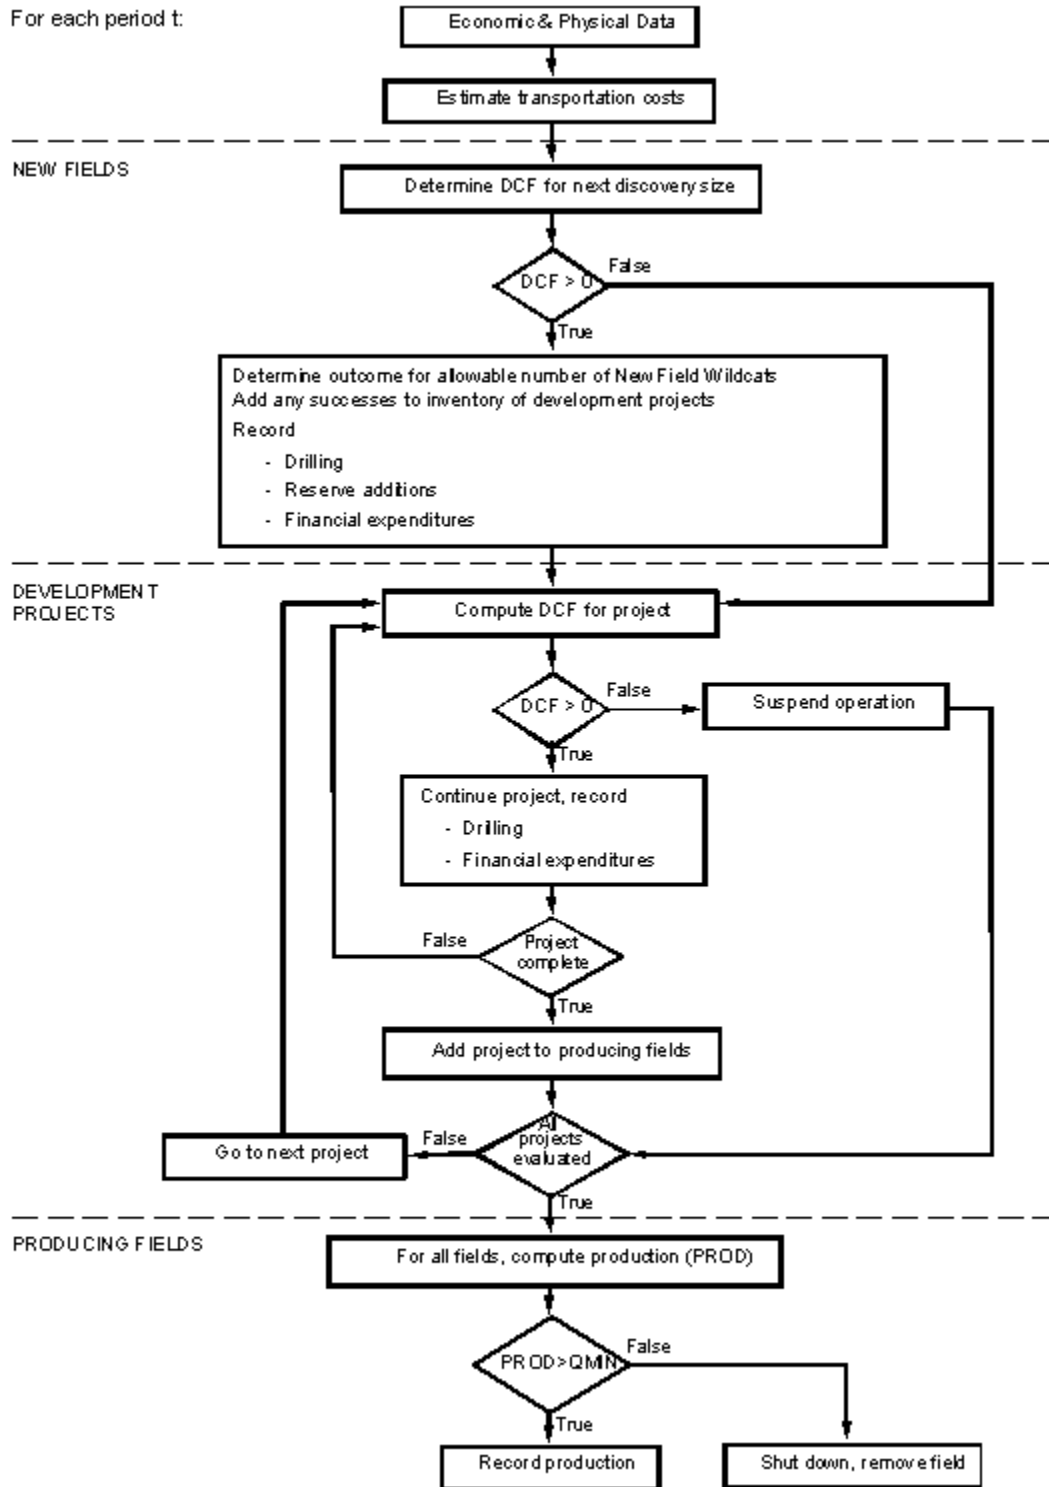 For each period t:
Economic & Physical Data
Estimate transportation costs
NEW FIELDS
Determine DCF for next discovery size
DCF > 0
False
True
Determine outcome for allowable number of New Field Wildcats
Add any successes to inventory of development projects
Record
- Drilling
- Reserve additions
- Financial expenditures
DEVELOPMENT
PROJECTS
Compute DCF for project
DCF > 0
False
Suspend operation
True
Continue project, record
- Drilling
- Financial expenditures
False
Project
complete
True
Add project to producing fields
Go to next project
False
All
projects
evaluated
True
PRODUCING FIELDS
For all fields, compute production (PROD)
PROD>QMIN
False
True
Record production
Shut down, remove field